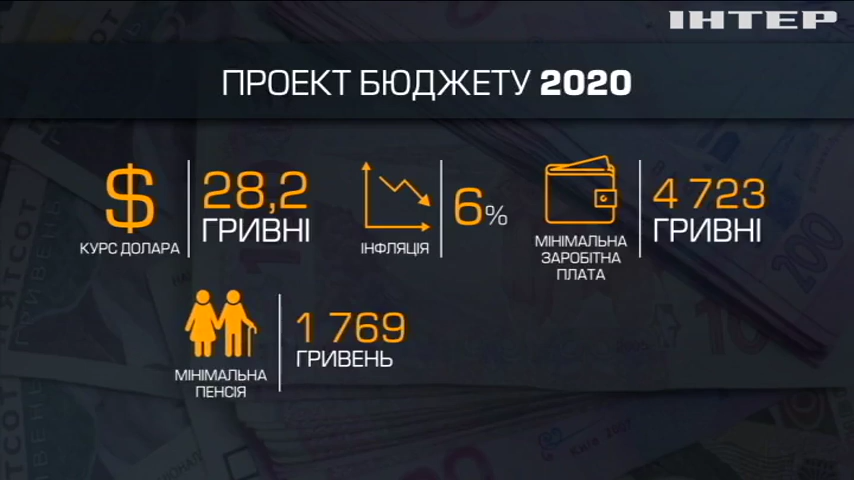 ІНТЕР
ПРОЕКТ БЮДЖЕТУ 2020
$
КУРС ДОЛАРА
28,2
ГРИВНІ
ІНФЛЯЦІЯ
6%
МІНІМАЛЬНА
ЗАРОБІТНА
ПЛАТА
4 723
ГРИВНІ
МІНІМАЛЬНА
ПЕНСІЯ
1 769
ГРИВЕНЬ
200